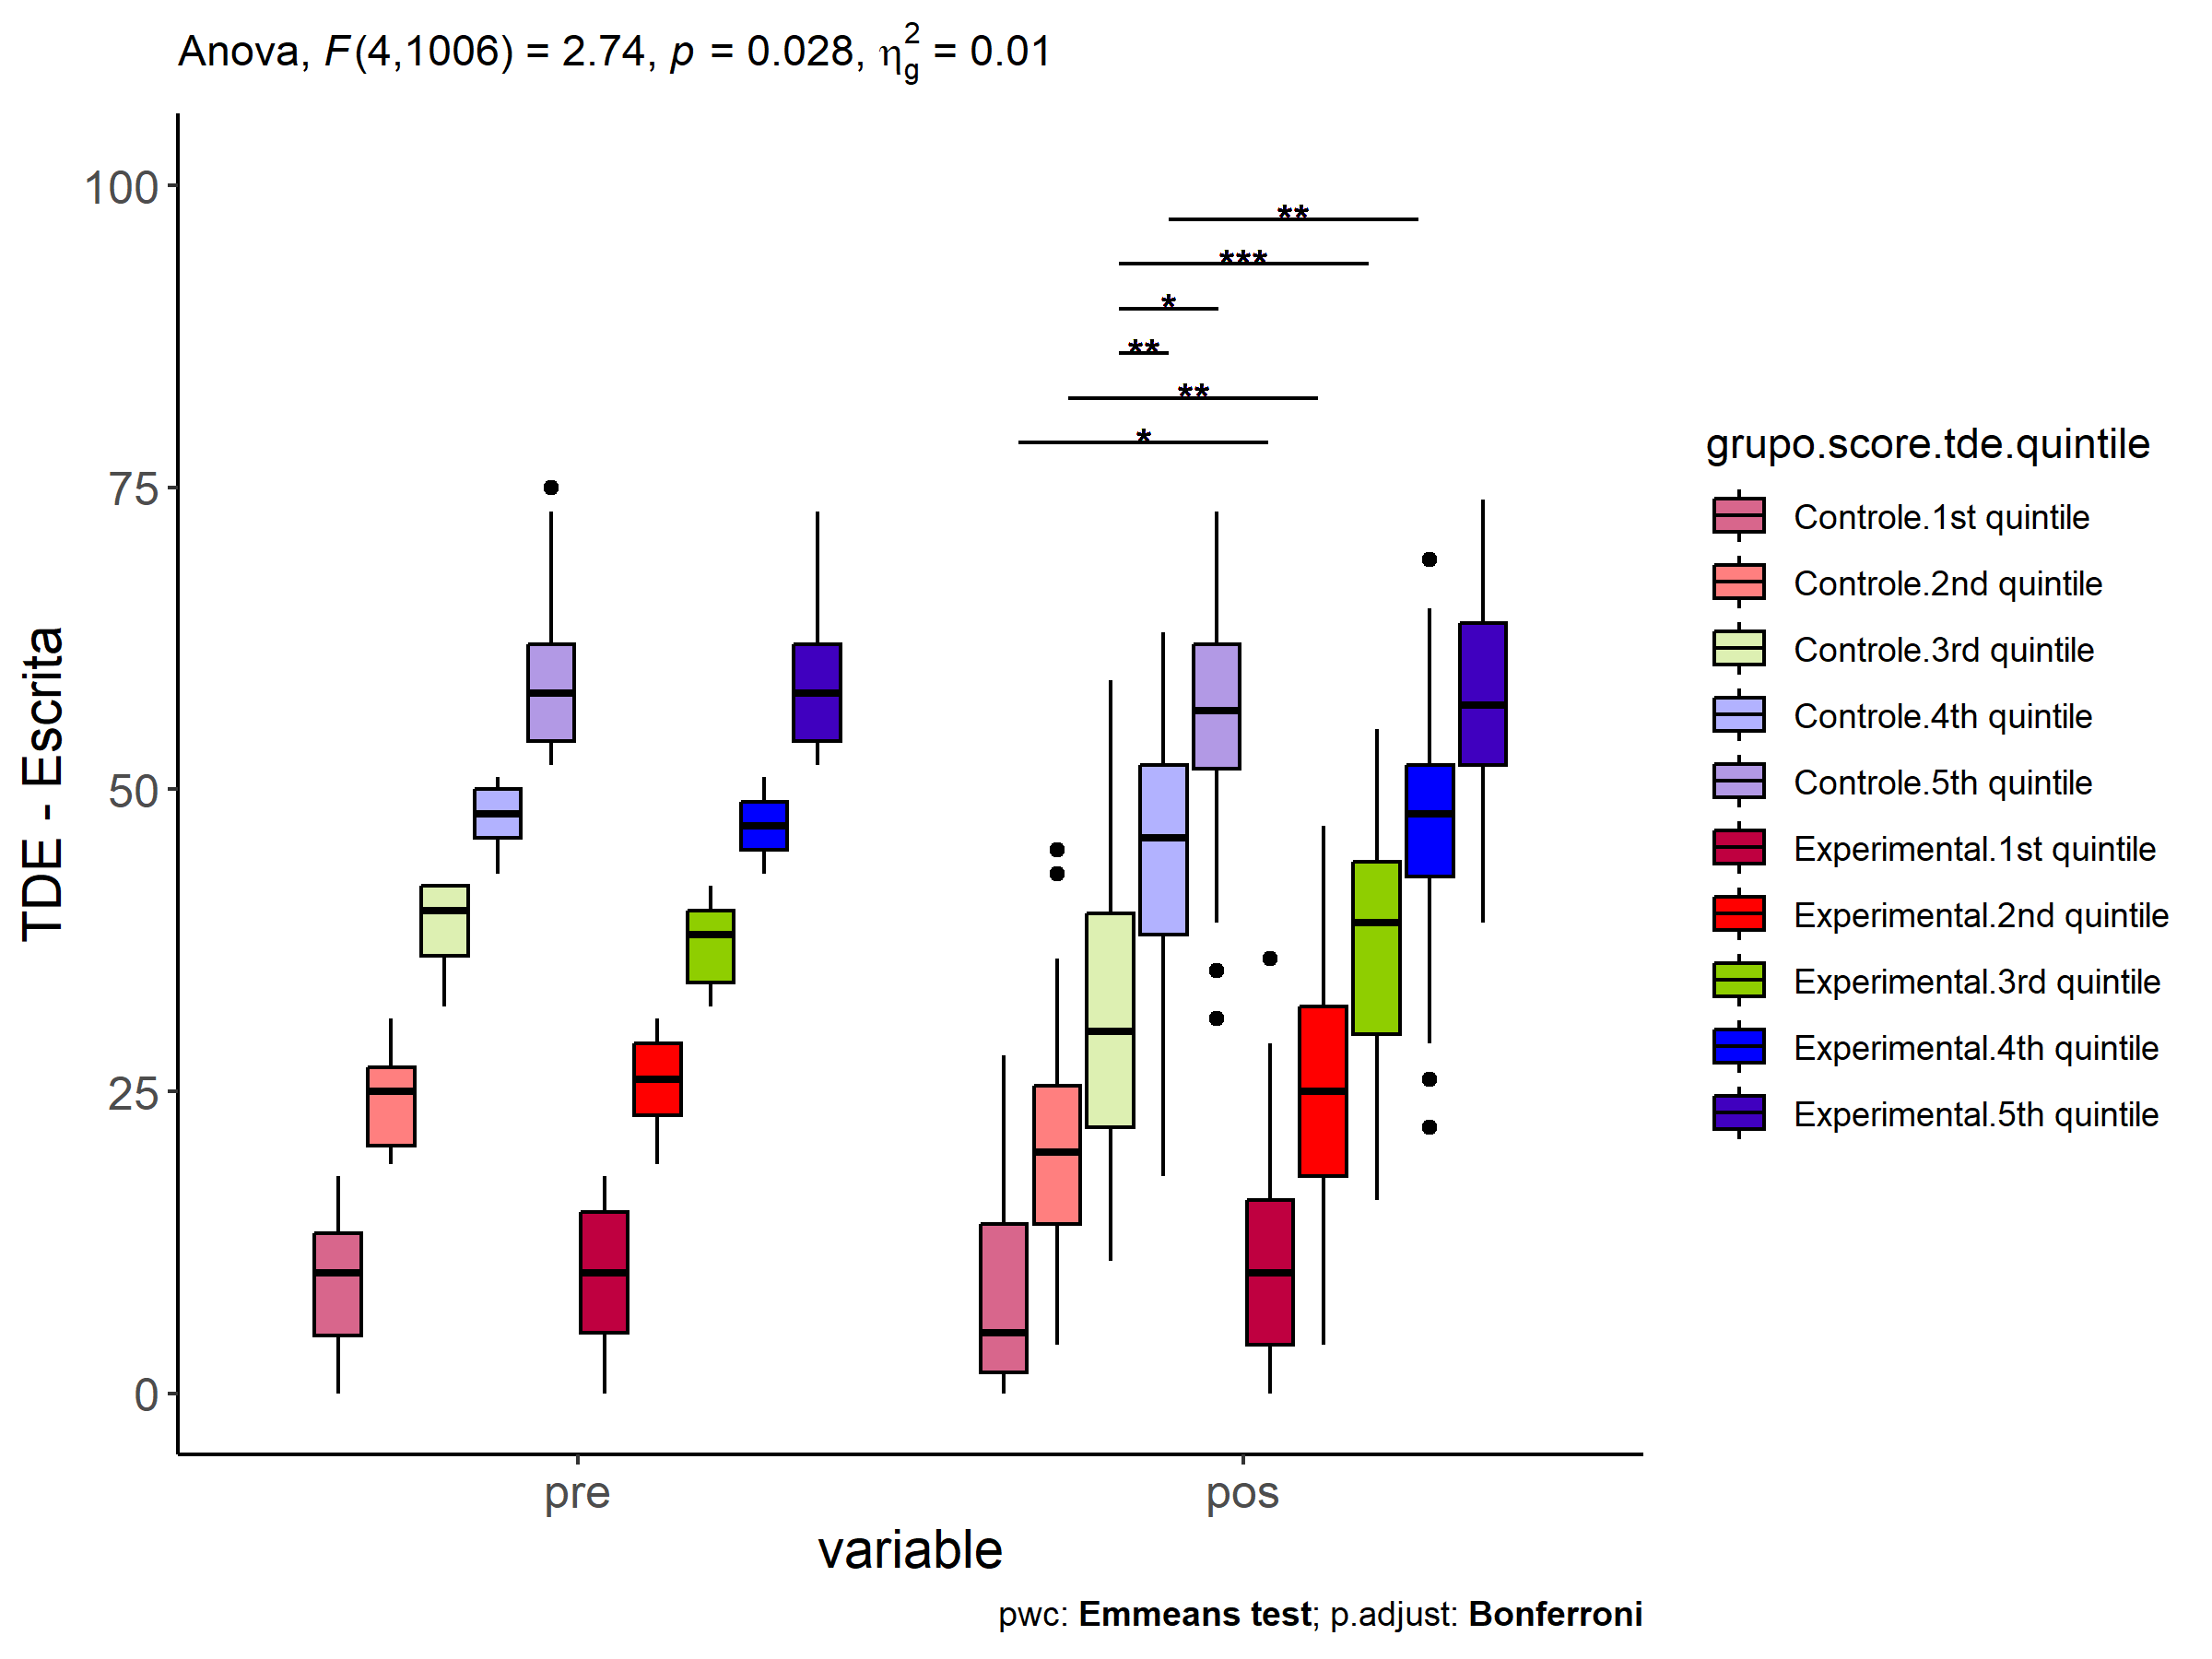 Anova, F(4,1006) = 2.74, p = 0.028, η²g = 0.01
TDE - Escrita
100
75
50
25
0
**
***
*
**
**
*
pre
pos
variable
pwc: Emmeans test; p.adjust: Bonferroni
grupo.score.tde.quintile
Controle.1st quintile
Controle.2nd quintile
Controle.3rd quintile
Controle.4th quintile
Controle.5th quintile
Experimental.1st quintile
Experimental.2nd quintile
Experimental.3rd quintile
Experimental.4th quintile
Experimental.5th quintile